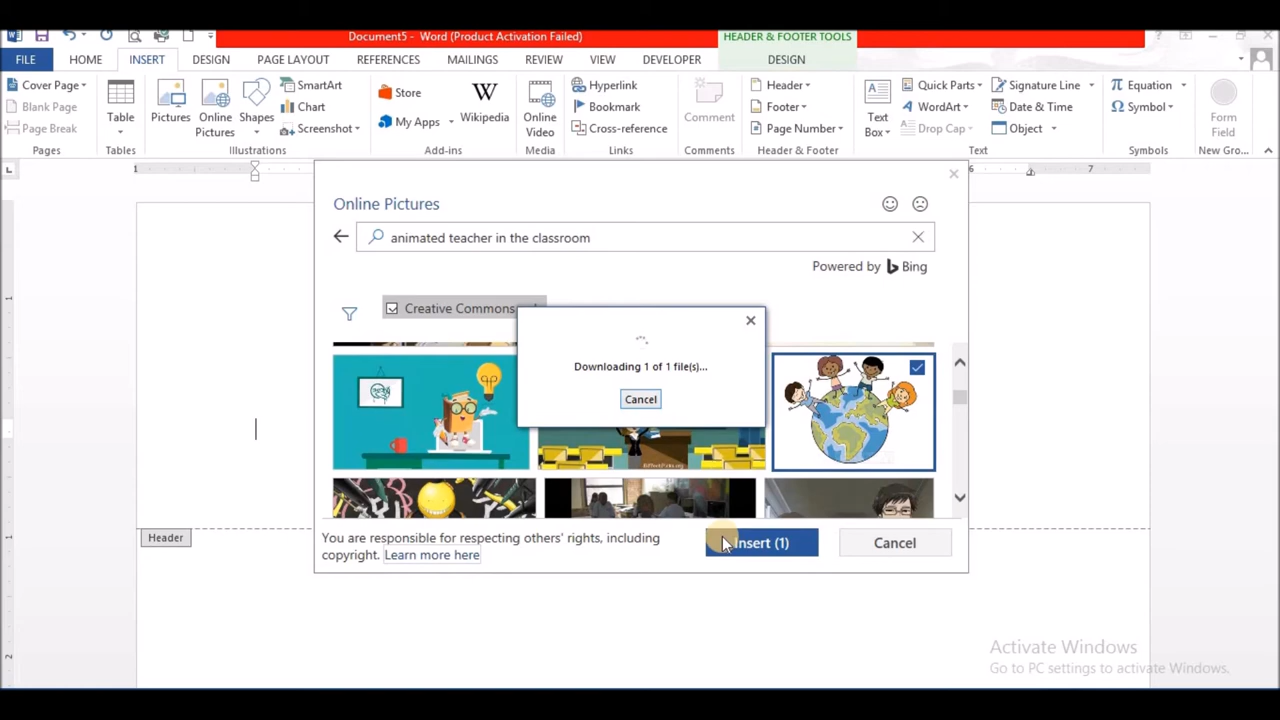 Document5 - Word (Product Activation Failed)
HEADER & FOOTER TOOLS
FILE HOME INSERT DESIGN PAGE LAYOUT REFERENCES MAILINGS REVIEW VIEW DEVELOPER DESIGN
Cover Page
Blank Page
Page Break
Pages
Table
Tables
Pictures
Online Pictures
Shapes
SmartArt
Chart
Screenshot
Illustrations
Store
My Apps
Wikipedia
Add-ins
Online Video
Media
Hyperlink
Bookmark
Cross-reference
Links
Comment
Comments
Header
Footer
Page Number
Header & Footer
Text Box
Quick Parts
WordArt
Drop Cap
Signature Line
Date & Time
Object
Text
Equation
Symbol
Symbols
Form Field
New Gro...
1 6 7
Online Pictures
animated teacher in the classroom
Powered by Bing
Creative Commons
Downloading 1 of 1 file(s)...
Cancel
You are responsible for respecting others' rights, including
copyright. Learn more here
Insert (1)
Cancel
1
Header
1
2
Activate Windows
Go to PC settings to activate Windows.